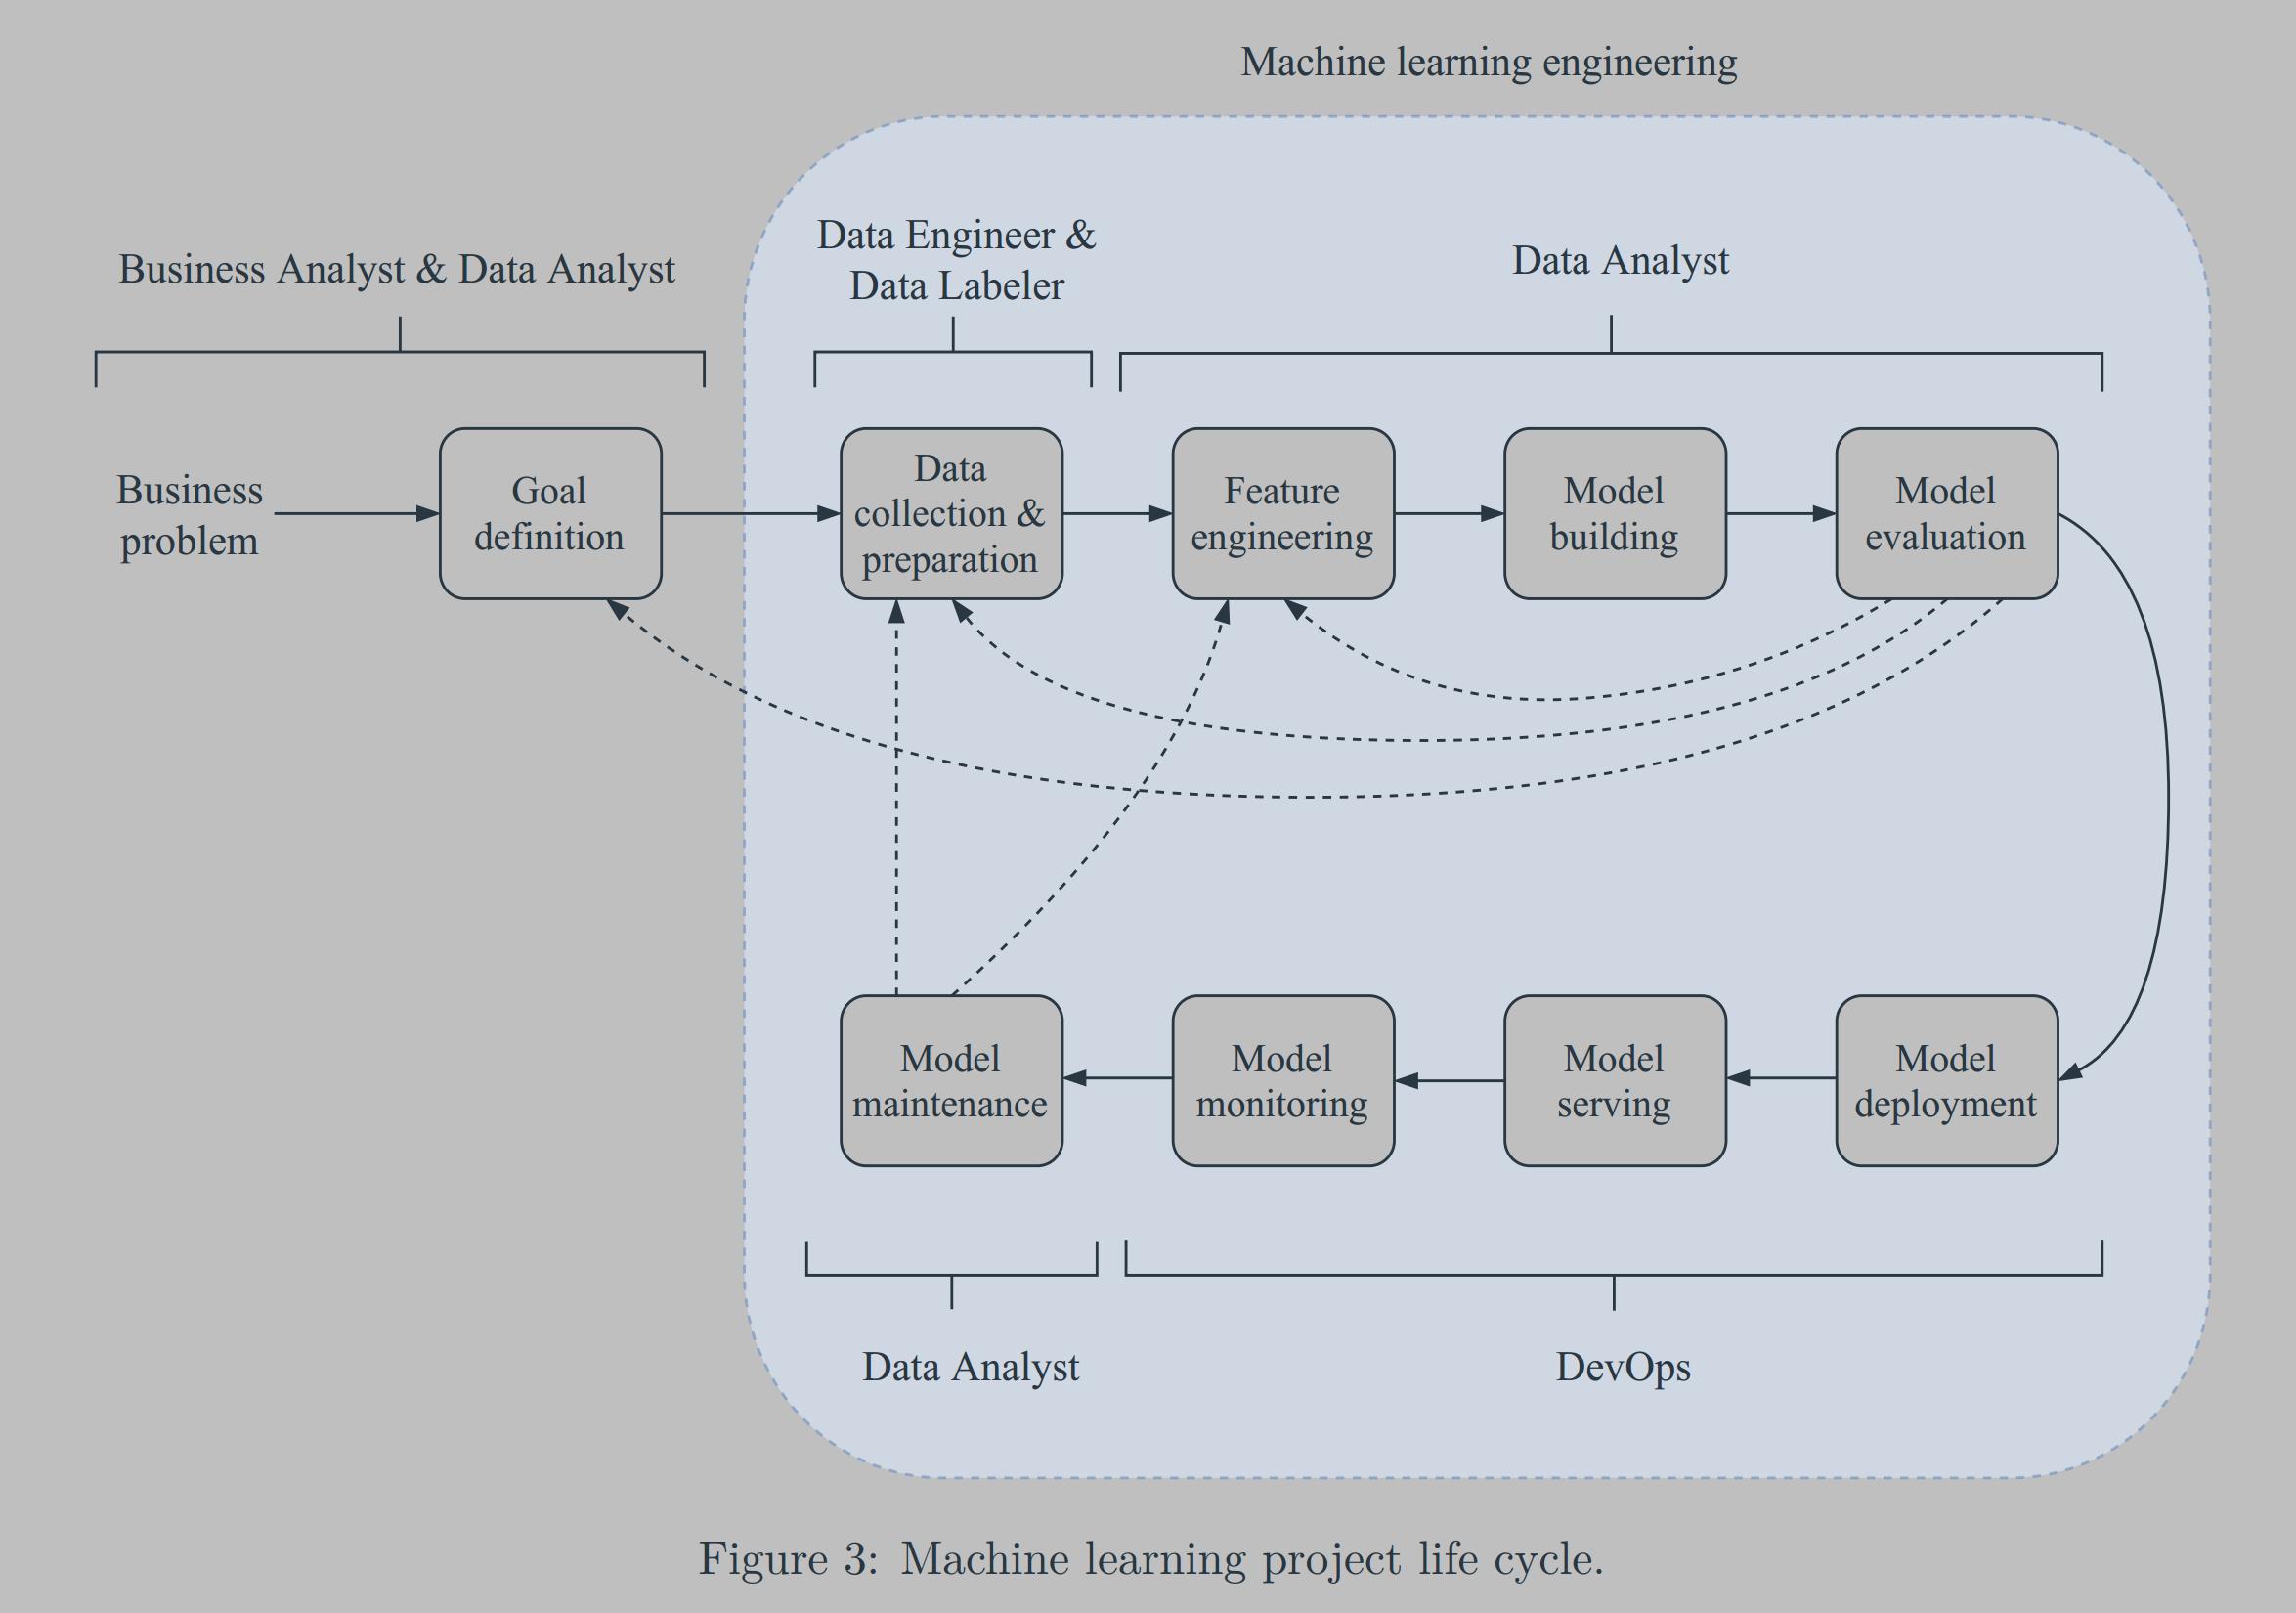 Machine learning engineering
Business Analyst & Data Analyst
Data Engineer &
Data Labeler
Data Analyst
Business
problem
Goal
definition
Data
collection &
preparation
Feature
engineering
Model
building
Model
evaluation
Model
maintenance
Model
monitoring
Model
serving
Model
deployment
Data Analyst
DevOps
Figure 3: Machine learning project life cycle.